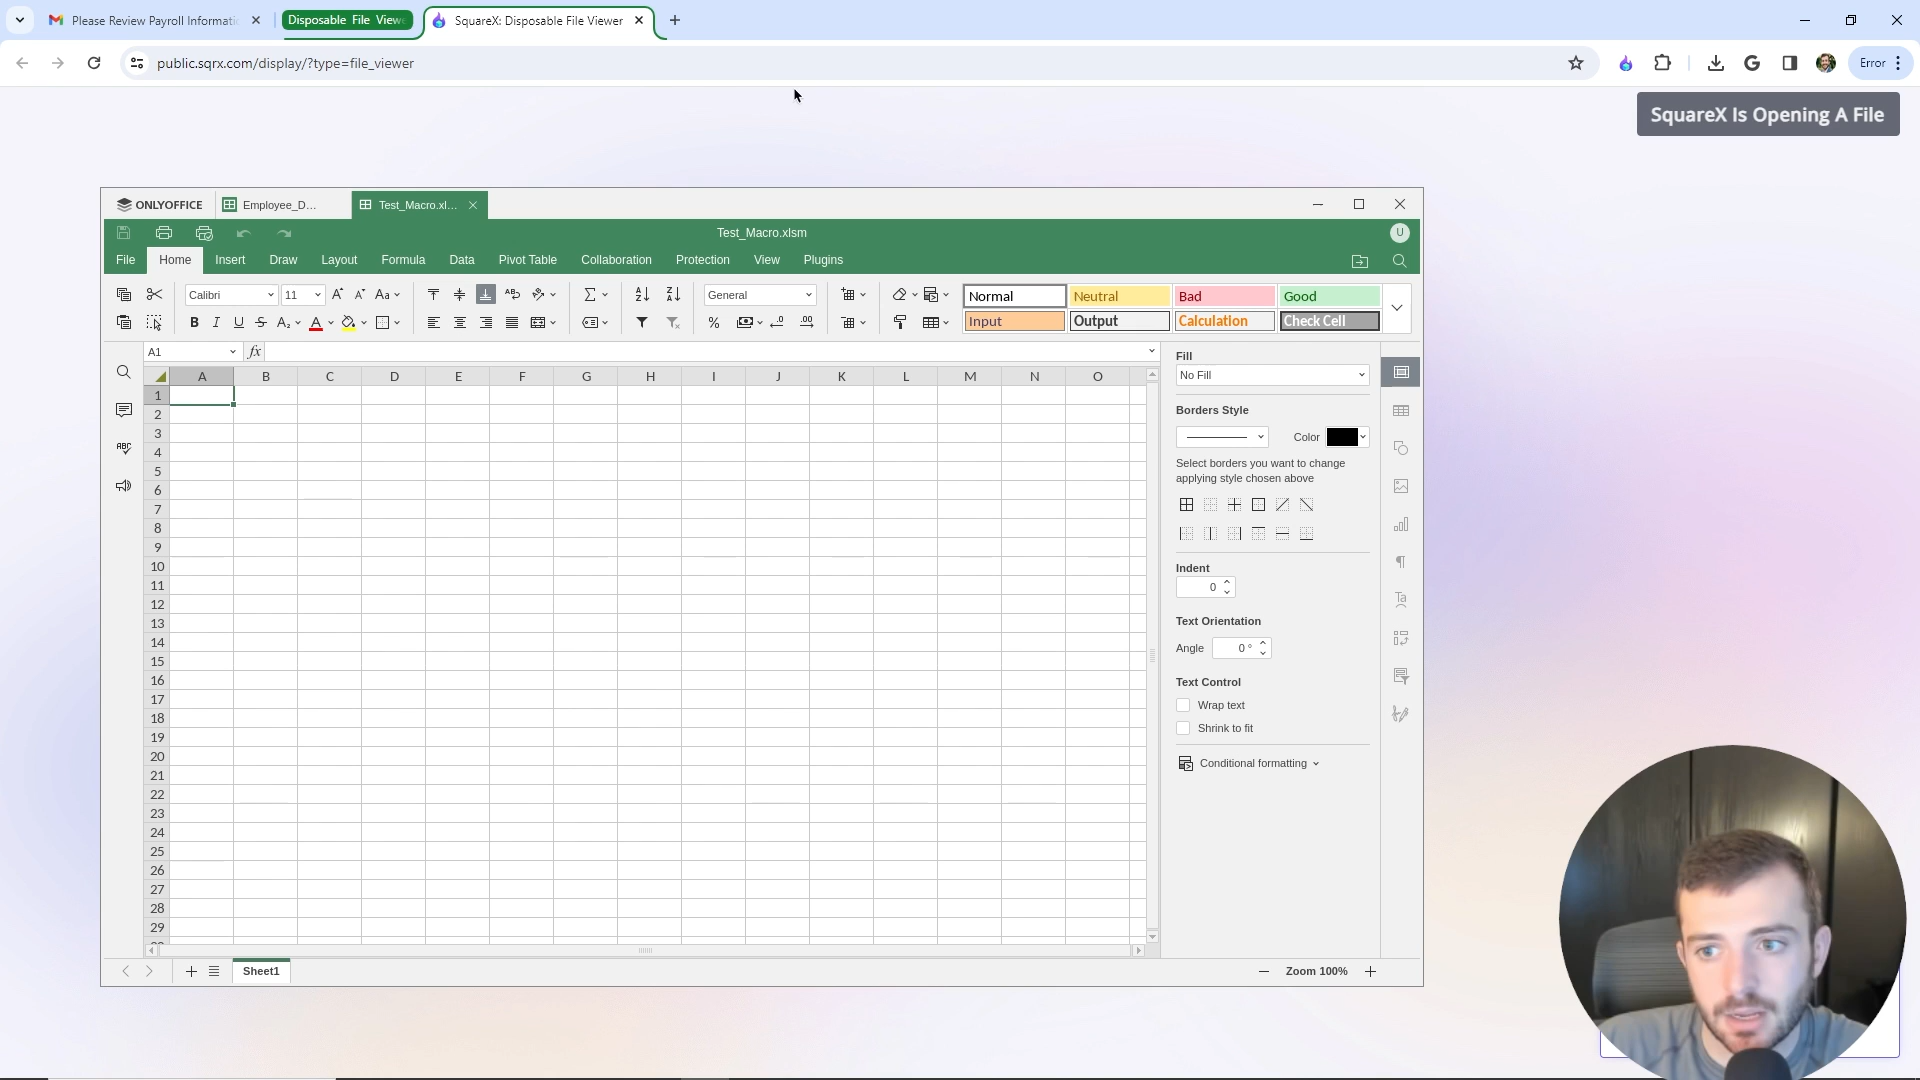 Please Review Payroll Informati
Disposable File View
SquareX: Disposable File Viewer
public.sqrx.com/display/?type=file_viewer
Error
SquareX Is Opening A File
ONLYOFFICE
Employee_D...
Test_Macro.xl...
Test_Macro.xlsm
U
File Home Insert Draw Layout Formula Data Pivot Table Collaboration Protection View Plugins
Calibri 11 Aa General
Normal Neutral Bad Good
Input Output Calculation Check Cell
A1 fx
A B C D E F G H I J K L M N O
1
2
3
4
5
6
7
8
9
10
11
12
13
14
15
16
17
18
19
20
21
22
23
24
25
26
27
28
29
Fill
No Fill
Borders Style
Color
Select borders you want to change
applying style chosen above
Indent
0
Text Orientation
Angle 0 °
Text Control
Wrap text
Shrink to fit
Conditional formatting
Sheet1
Zoom 100%